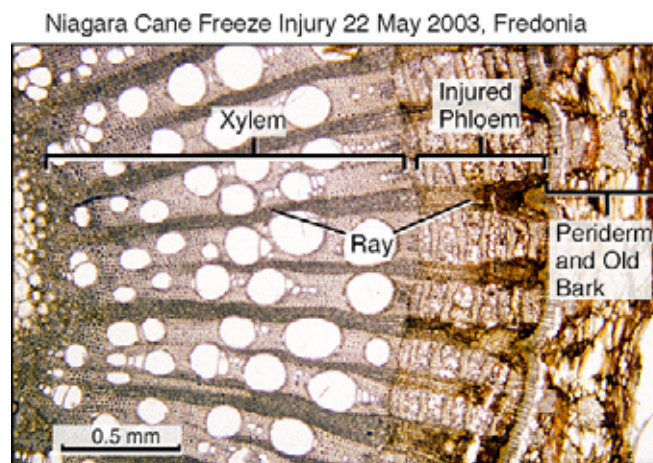 Niagara Cane Freeze Injury 22 May 2003, Fredonia
Xylem
Injured
Phloem
Ray
Periderm
and Old
Bark
0.5 mm